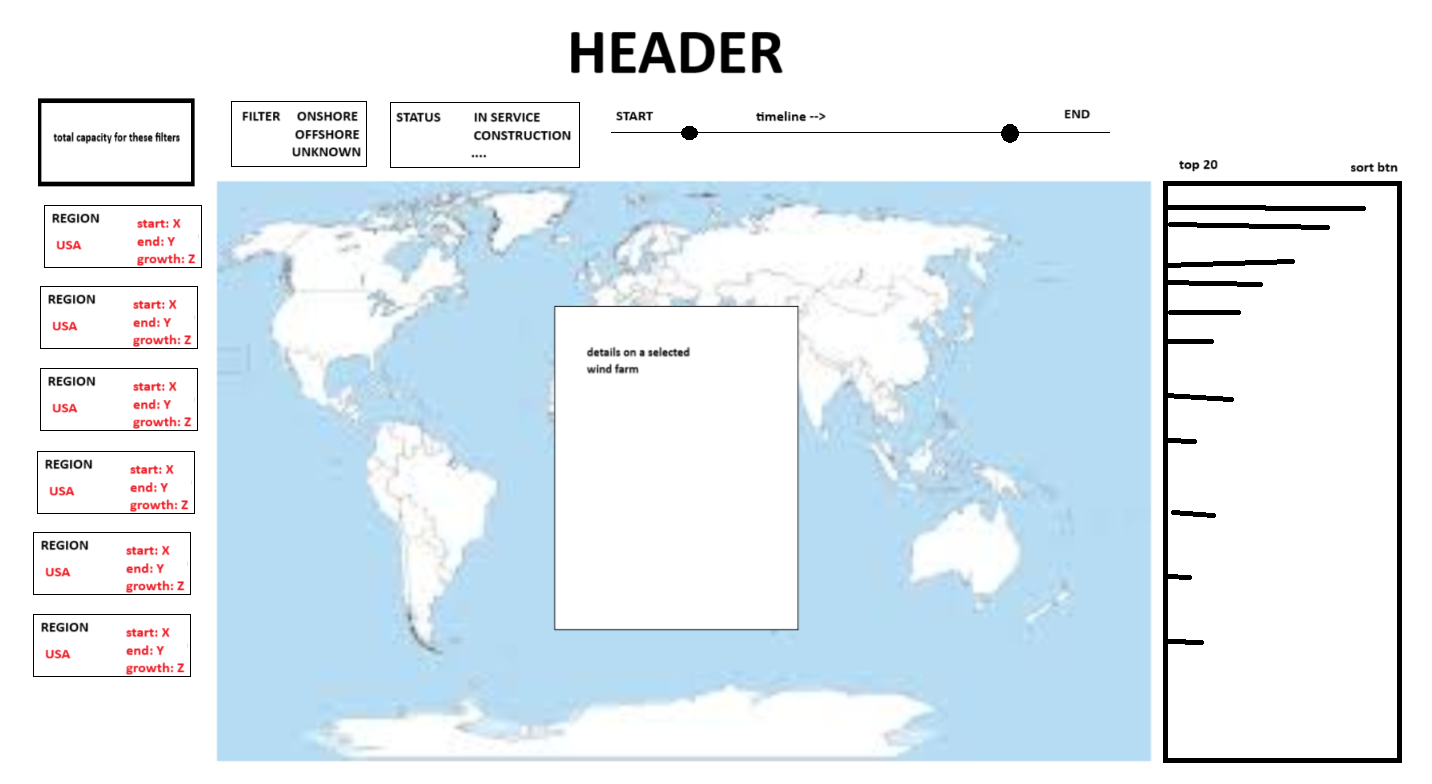 HEADER
total capacity for these filters
FILTER ONSHORE
OFFSHORE
UNKNOWN
STATUS IN SERVICE
CONSTRUCTION
....
START timeline --> END
top 20 sort btn
REGION
USA
start: X
end: Y
growth: Z
REGION
USA
start: X
end: Y
growth: Z
REGION
USA
start: X
end: Y
growth: Z
REGION
USA
start: X
end: Y
growth: Z
REGION
USA
start: X
end: Y
growth: Z
REGION
USA
start: X
end: Y
growth: Z
details on a selected
wind farm